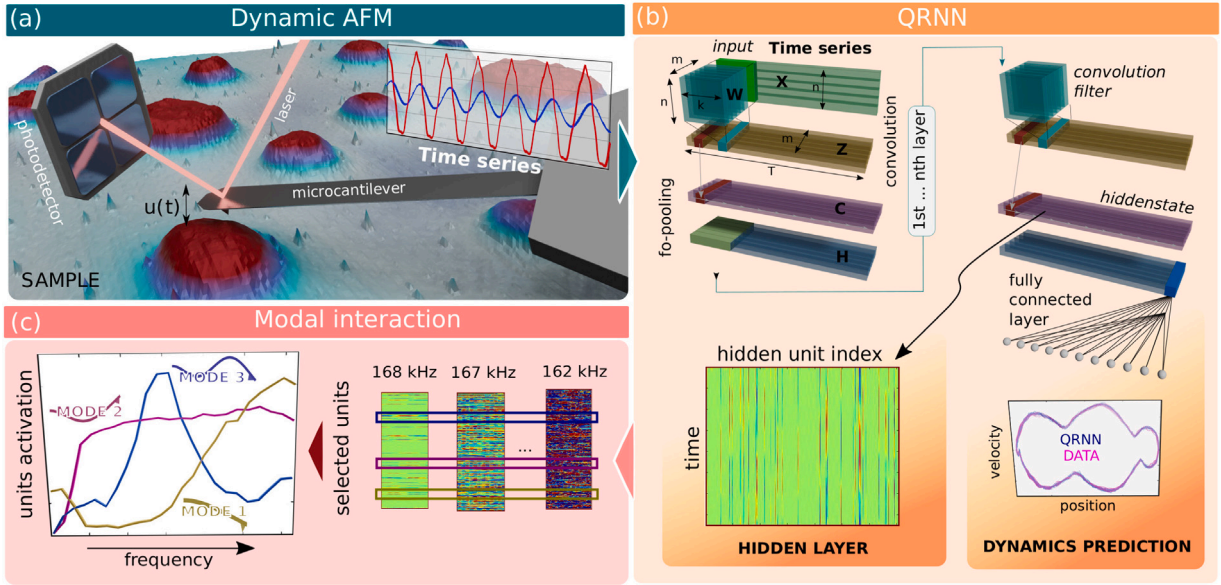 (a)
Dynamic AFM
photodetector
laser
Time series
microcantilever
u(t)
SAMPLE
(b)
QRNN
input
Time series
m
n
k
W
X
n
convolution
filter
m
Z
T
convolution
fo-pooling
C
H
1st ... nth layer
hiddenstate
fully
connected
layer
hidden unit index
time
HIDDEN LAYER
velocity
QRNN
DATA
position
DYNAMICS PREDICTION
(c)
Modal interaction
units activation
MODE 3
MODE 2
MODE 1
frequency
selected units
168 kHz
167 kHz
162 kHz
...